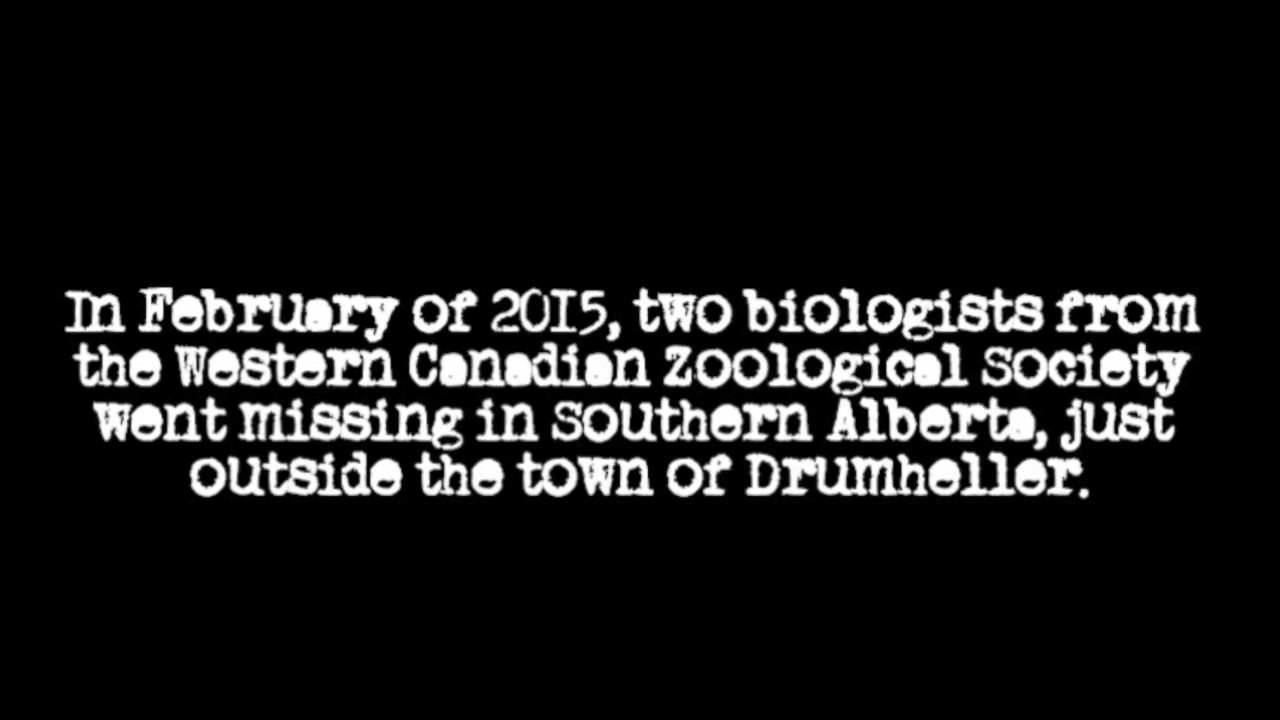 In February of 2015, two biologists from
the Western Canadian Zoological Society
went missing in Southern Alberta, just
outside the town of Drumheller.